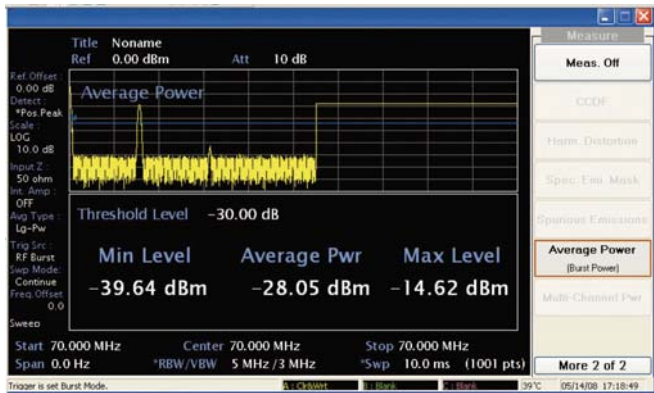 Title Noname
Ref 0.00 dBm Att 10 dB
Measure
Meas. Off
CCDF
Harm. Distortion
Spec. Emi. Mask
Spurious Emissions
Average Power
(Burst Power)
Multi-Channel Pwr
More 2 of 2
Ref.Offset :
0.00 dB
Detect :
*Pos.Peak
Scale :
LOG
10.0 dB
Input Z :
50 ohm
Int. Amp :
OFF
Avg Type :
Lg-Pw
Trig Src :
RF Burst
Swp Mode:
Continue
Freq.Offset
0.0
Sweep
Average Power
Threshold Level -30.00 dB
Min Level Average Pwr Max Level
-39.64 dBm -28.05 dBm -14.62 dBm
Start 70.000 MHz Center 70.000 MHz Stop 70.000 MHz
Span 0.0 Hz *RBW/VBW 5 MHz /3 MHz *Swp 10.0 ms (1001 pts)
Trigger is set Burst Mode. A : Clr&Wrt B : Blank C : Blank 39°C 05/14/08 17:18:49